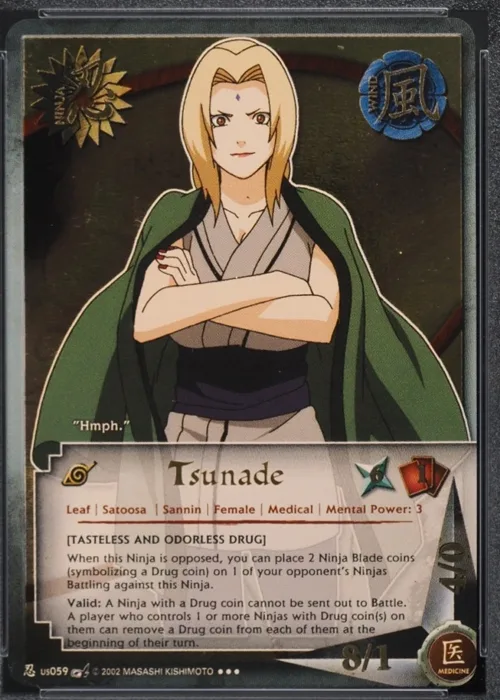 NINJA
WIND
風
"Hmph."
Tsunade
6
1
Leaf | Satoosa | Sannin | Female | Medical | Mental Power: 3
[TASTELESS AND ODORLESS DRUG]
When this Ninja is opposed, you can place 2 Ninja Blade coins
(symbolizing a Drug coin) on 1 of your opponent's Ninjas
Battling against this Ninja.
Valid: A Ninja with a Drug coin cannot be sent out to Battle.
A player who controls 1 or more Ninjas with Drug coin(s) on
them can remove a Drug coin from each of them at the
beginning of their turn.
4/0
8/1
医
MEDICINE
忍 US059 © 2002 MASASHI KISHIMOTO